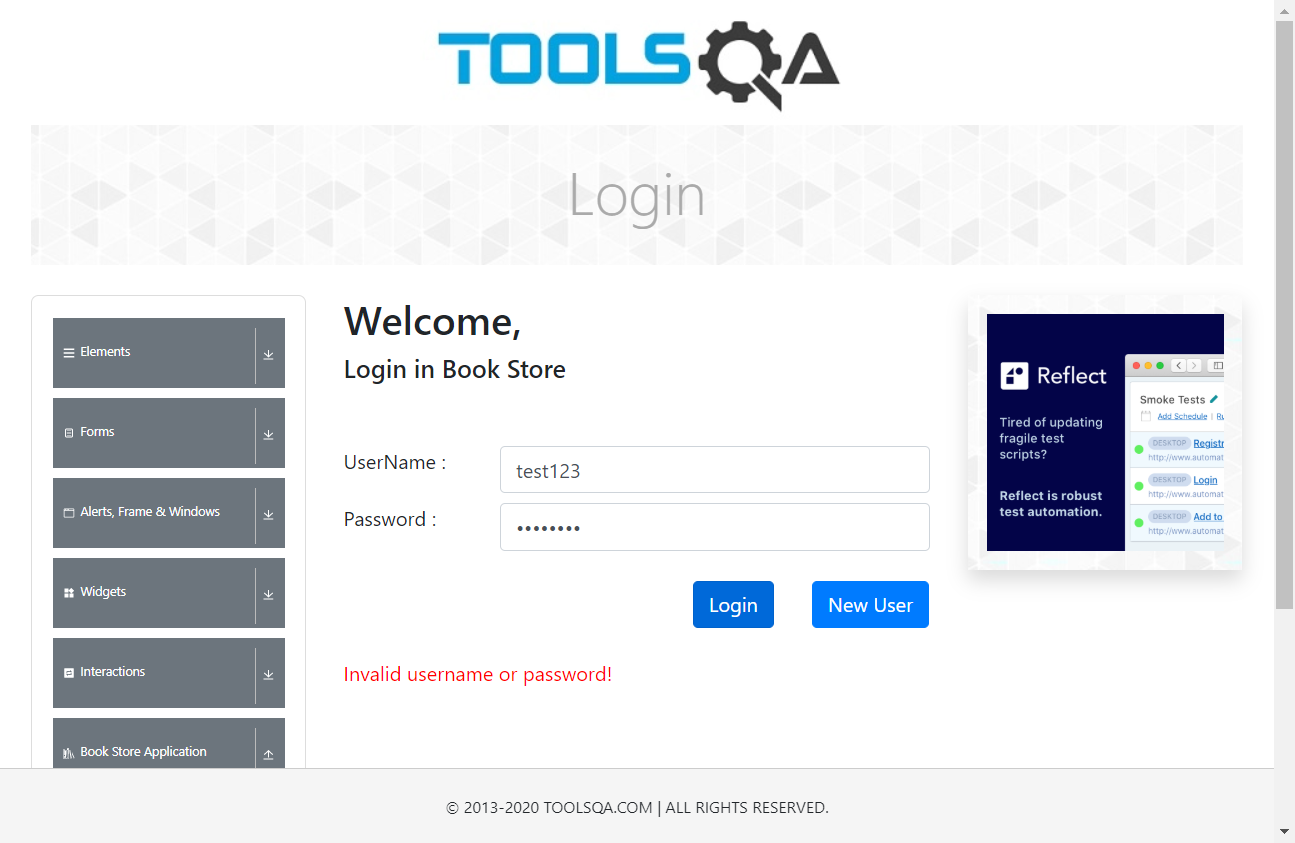 TOOLSQA
Login
Elements
Forms
Alerts, Frame & Windows
Widgets
Interactions
Book Store Application
Welcome,
Login in Book Store
UserName :
test123
Password :
••••••••
Login
New User
Invalid username or password!
Reflect
Tired of updating
fragile test
scripts?
Reflect is robust
test automation.
Smoke Tests
Add Schedule | Ru
DESKTOP Registr
http://www.automat
DESKTOP Login
http://www.automat
DESKTOP Add to
http://www.automat
© 2013-2020 TOOLSQA.COM | ALL RIGHTS RESERVED.